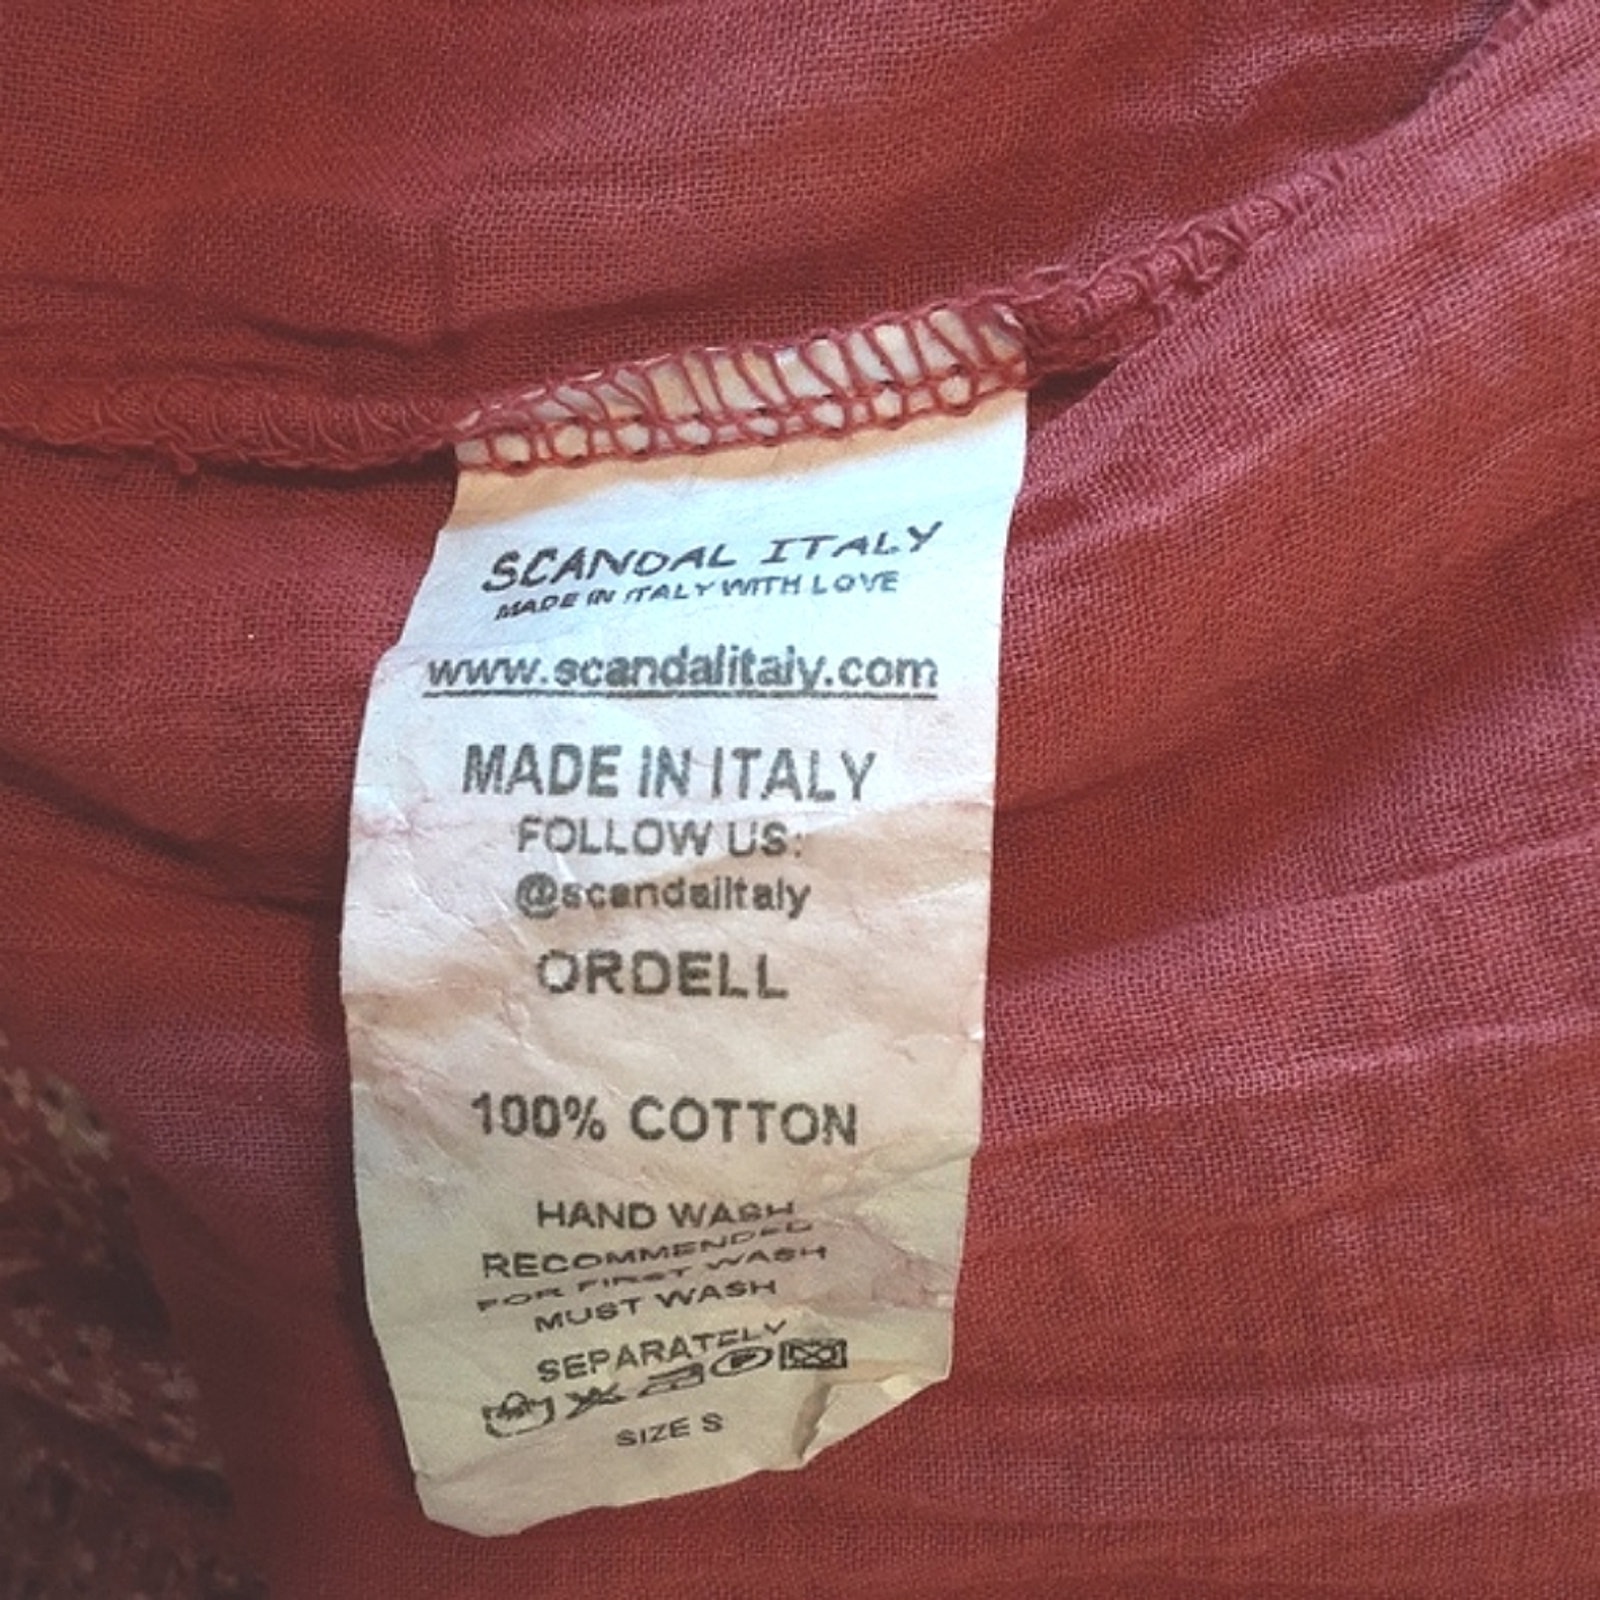 SCANDAL ITALY
MADE IN ITALY WITH LOVE
www.scandalitaly.com
MADE IN ITALY
FOLLOW US:
@scandalitaly
ORDELL
100% COTTON
HAND WASH
RECOMMENDED
FOR FIRST WASH
MUST WASH
SEPARATELY
SIZE S